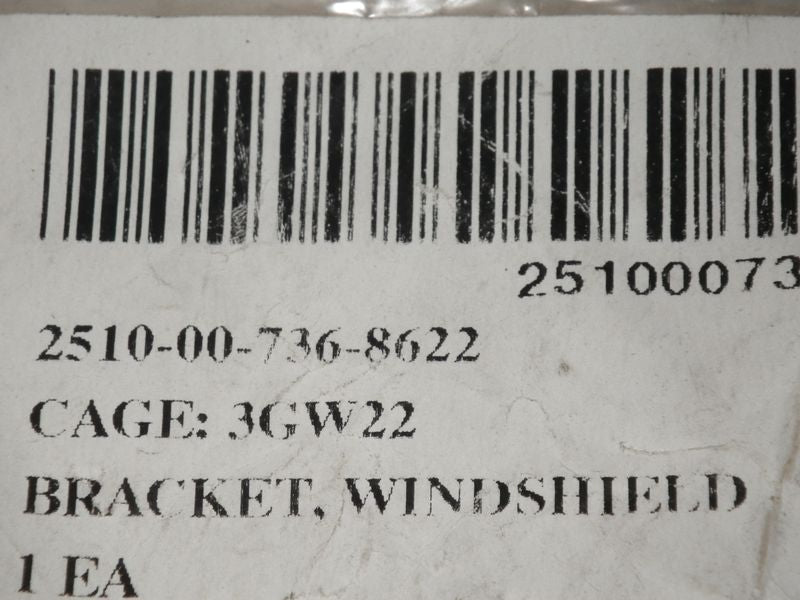 25100073
2510-00-736-8622
CAGE: 3GW22
BRACKET, WINDSHIELD
1 EA